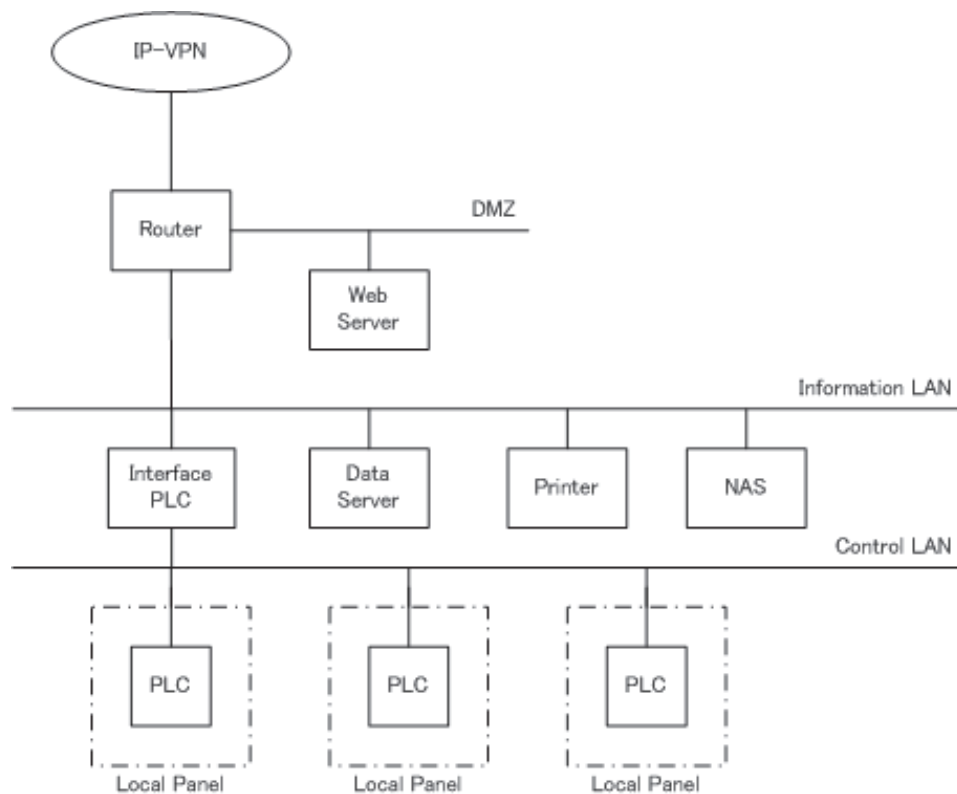 IP-VPN
DMZ
Router
Web
Server
Information LAN
Interface
PLC
Data
Server
Printer
NAS
Control LAN
PLC
PLC
PLC
Local Panel
Local Panel
Local Panel